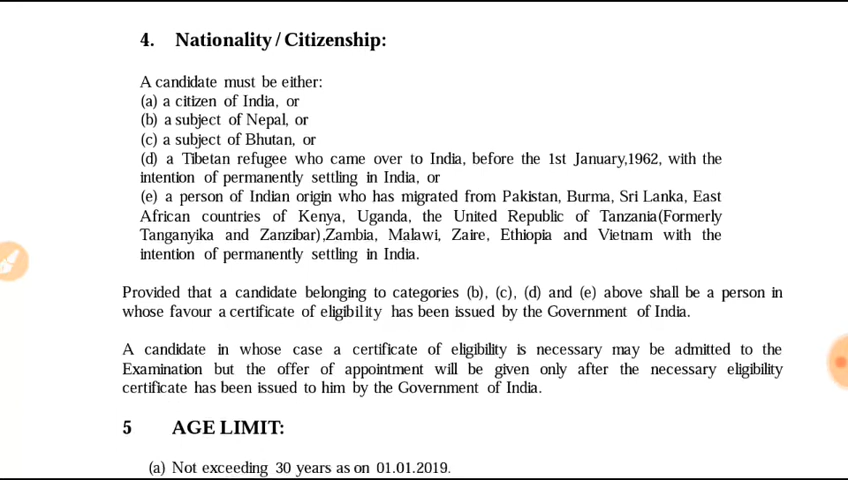 4. Nationality / Citizenship:
A candidate must be either:
(a) a citizen of India, or
(b) a subject of Nepal, or
(c) a subject of Bhutan, or
(d) a Tibetan refugee who came over to India, before the 1st January,1962, with the
intention of permanently settling in India, or
(e) a person of Indian origin who has migrated from Pakistan, Burma, Sri Lanka, East
African countries of Kenya, Uganda, the United Republic of Tanzania(Formerly
Tanganyika and Zanzibar),Zambia, Malawi, Zaire, Ethiopia and Vietnam with the
intention of permanently settling in India.
Provided that a candidate belonging to categories (b), (c), (d) and (e) above shall be a person in
whose favour a certificate of eligibility has been issued by the Government of India.
A candidate in whose case a certificate of eligibility is necessary may be admitted to the
Examination but the offer of appointment will be given only after the necessary eligibility
certificate has been issued to him by the Government of India.
5 AGE LIMIT:
(a) Not exceeding 30 years as on 01.01.2019.